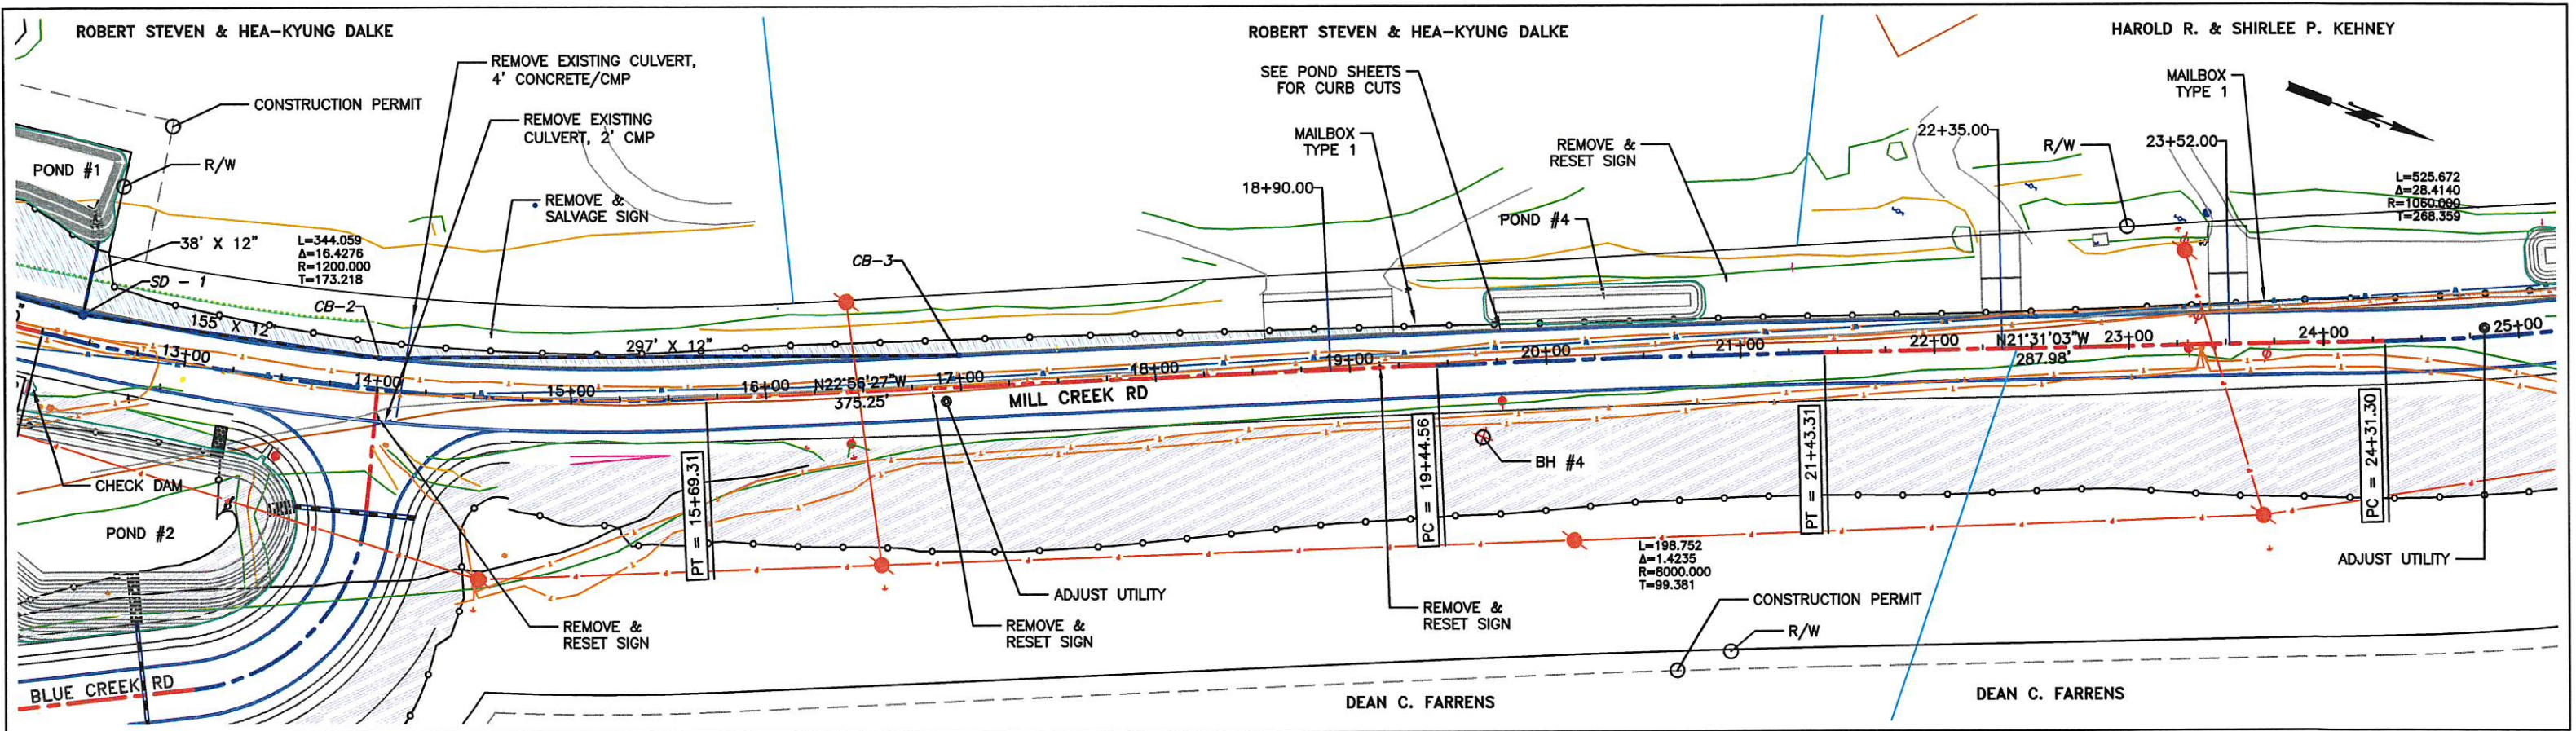 ROBERT STEVEN & HEA-KYUNG DALKE
ROBERT STEVEN & HEA-KYUNG DALKE
HAROLD R. & SHIRLEE P. KEHNEY
REMOVE EXISTING CULVERT,
4' CONCRETE/CMP
CONSTRUCTION PERMIT
REMOVE EXISTING
CULVERT, 2' CMP
POND #1
R/W
REMOVE &
SALVAGE SIGN
38' X 12"
L=344.059
Δ=16.4276
R=1200.000
T=173.218
SD - 1
CB-2
155' X 12"
297' X 12"
CB-3
SEE POND SHEETS
FOR CURB CUTS
MAILBOX
TYPE 1
18+90.00
REMOVE &
RESET SIGN
POND #4
22+35.00
R/W
23+52.00
MAILBOX
TYPE 1
L=525.672
Δ=28.4140
R=1060.000
T=268.359
13+00
14+00
15+00
16+00
N22°56'27"W
375.25'
17+00
18+00
19+00
20+00
21+00
22+00
N21°31'03"W
287.98'
23+00
24+00
25+00
MILL CREEK RD
PT = 15+69.31
PC = 19+44.56
PT = 21+43.31
PC = 24+31.30
BH #4
CHECK DAM
POND #2
BLUE CREEK RD
REMOVE &
RESET SIGN
ADJUST UTILITY
REMOVE &
RESET SIGN
REMOVE &
RESET SIGN
L=198.752
Δ=1.4235
R=8000.000
T=99.381
ADJUST UTILITY
CONSTRUCTION PERMIT
R/W
DEAN C. FARRENS
DEAN C. FARRENS